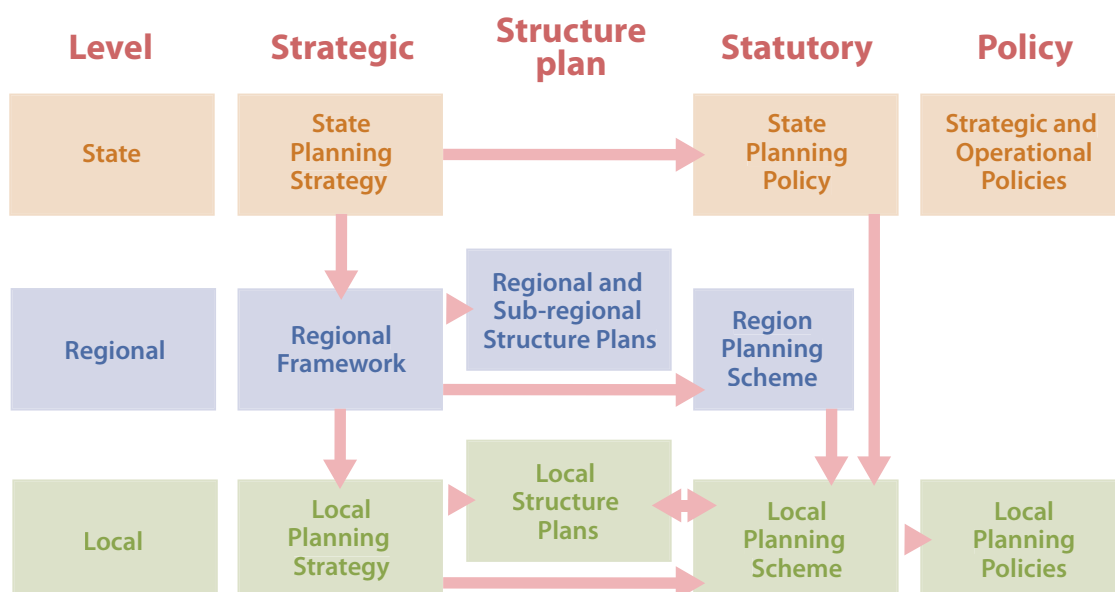 Level
Strategic
Structure
plan
Statutory
Policy
State
State
Planning
Strategy
State
Planning
Policy
Strategic and
Operational
Policies
Regional
Regional
Framework
Regional and
Sub-regional
Structure Plans
Region
Planning
Scheme
Local
Local
Planning
Strategy
Local
Structure
Plans
Local
Planning
Scheme
Local
Planning
Policies